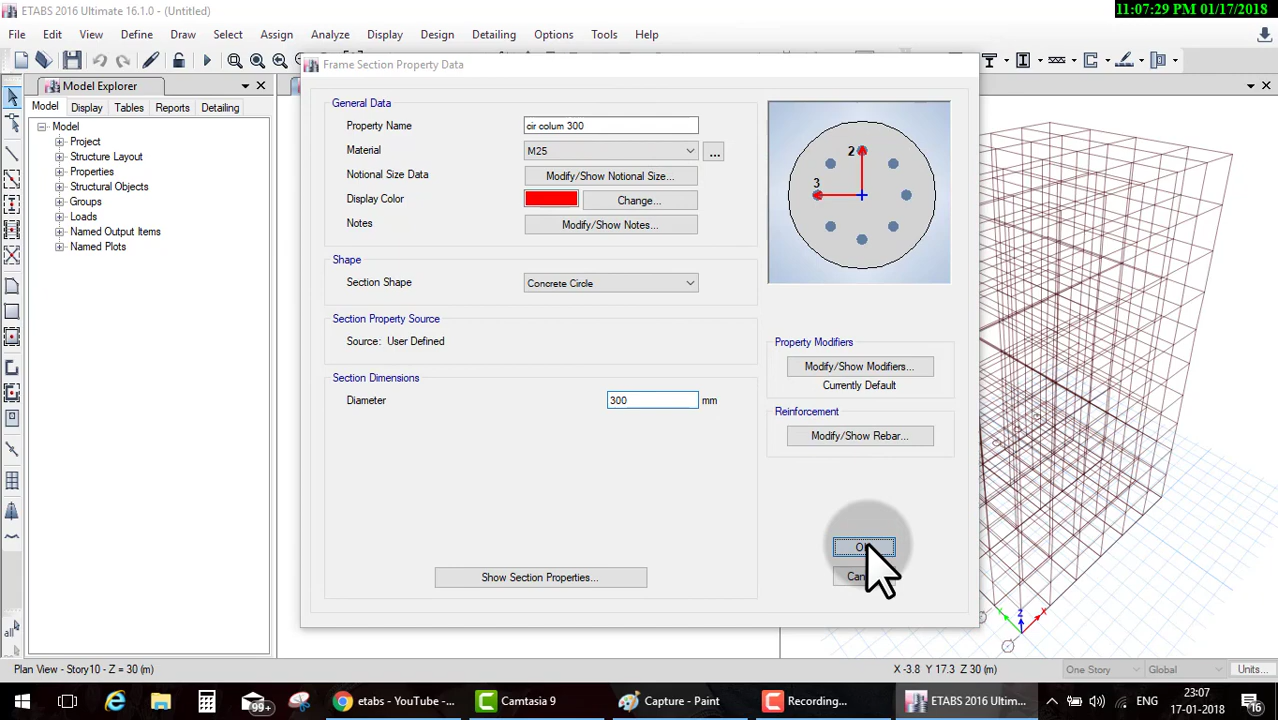 ETABS 2016 Ultimate 16.1.0 - (Untitled)
11:07:29 PM 01/17/2018
File Edit View Define Draw Select Assign Analyze Display Design Detailing Options Tools Help
Model Explorer
Model Display Tables Reports Detailing
Model
Project
Structure Layout
Properties
Structural Objects
Groups
Loads
Named Output Items
Named Plots
all
Frame Section Property Data
General Data
Property Name cir colum 300
Material M25 ...
Notional Size Data Modify/Show Notional Size...
Display Color Change...
Notes Modify/Show Notes...
Shape
Section Shape Concrete Circle
Section Property Source
Source: User Defined
Section Dimensions
Diameter 300 mm
Show Section Properties...
2
3
Property Modifiers
Modify/Show Modifiers...
Currently Default
Reinforcement
Modify/Show Rebar...
Z
X
Plan View - Story10 - Z = 30 (m) X -3.8 Y 17.3 Z 30 (m) One Story Global Units...
99+ etabs - YouTube -... Camtasia 9 Capture - Paint Recording... ETABS 2016 Ultim... ENG 23:07
17-01-2018 16